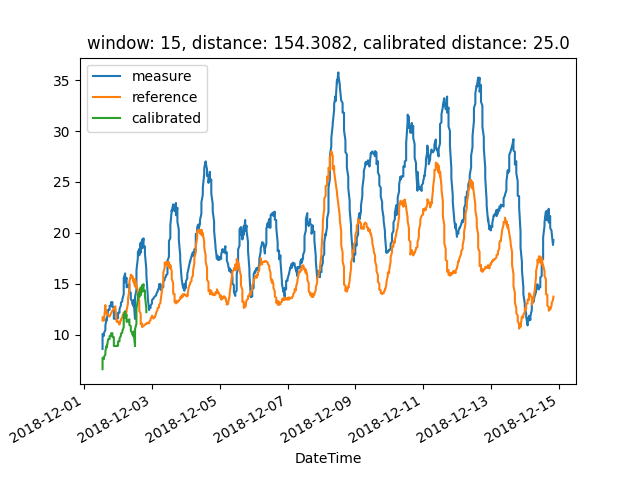 window: 15, distance: 154.3082, calibrated distance: 25.0
measure
reference
calibrated
35
30
25
20
15
10
2018-12-01
2018-12-03
2018-12-05
2018-12-07
2018-12-09
2018-12-11
2018-12-13
2018-12-15
DateTime